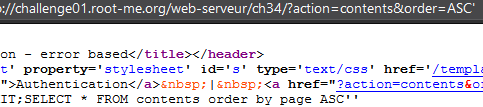 ://challenge01.root-me.org/web-serveur/ch34/?action=contents&order=ASC'
on - error based</title></header>
t' property='stylesheet' id='s' type='text/css' href='/templa
">Authentication</a>&nbsp;|&nbsp;<a href="?action=contents&o
IT;SELECT * FROM contents order by page ASC''